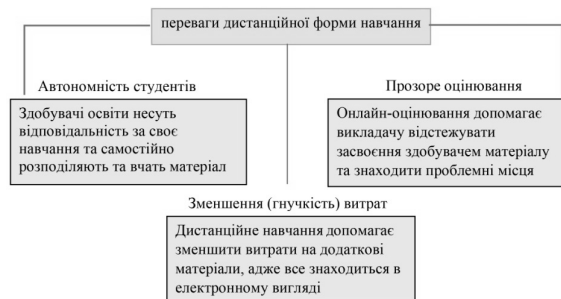 переваги дистанційної форми навчання
Автономність студентів
Здобувачі освіти несуть
відповідальність за своє
навчання та самостійно
розподіляють та вчать матеріал
Прозоре оцінювання
Онлайн-оцінювання допомагає
викладачу відстежувати
засвоєння здобувачем матеріалу
та знаходити проблемні місця
Зменшення (гнучкість) витрат
Дистанційне навчання допомагає
зменшити витрати на додаткові
матеріали, адже все знаходиться в
електронному вигляді